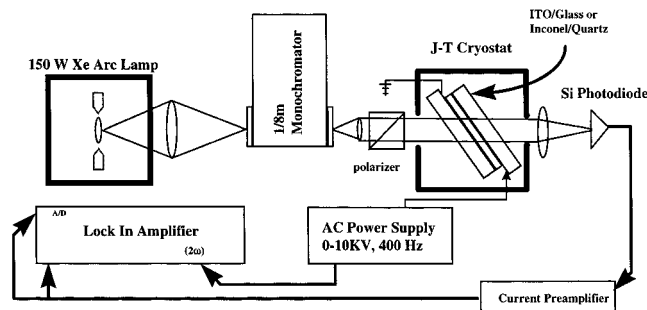 ITO/Glass or
Inconel/Quartz
J-T Cryostat
150 W Xe Arc Lamp
1/8m
Monochromator
Si Photodiode
polarizer
A/D
Lock In Amplifier
(2ω)
AC Power Supply
0-10KV, 400 Hz
Current Preamplifier